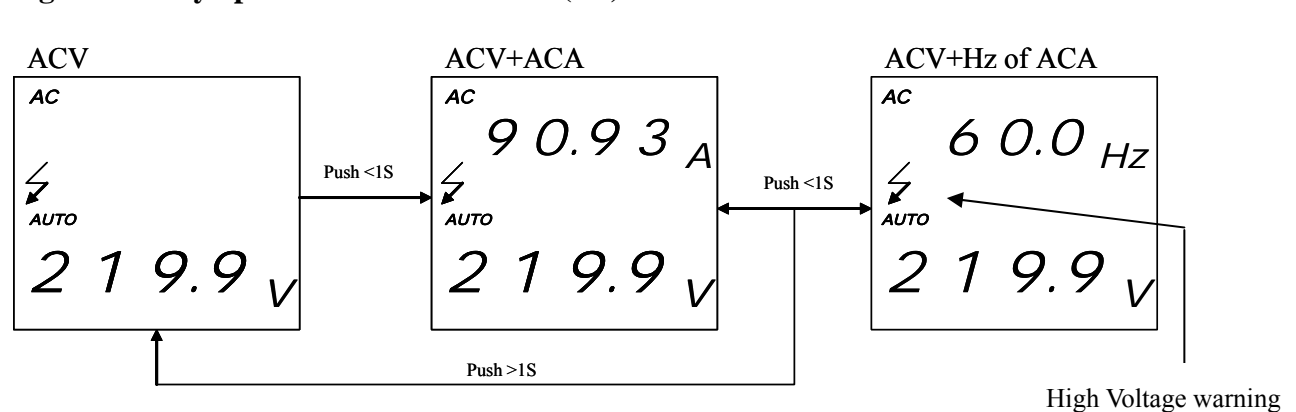 ACV
AC
AUTO
219.9 V
Push <1S
ACV+ACA
AC
90.93 A
AUTO
219.9 V
Push <1S
ACV+Hz of ACA
AC
60.0 Hz
AUTO
219.9 V
Push >1S
High Voltage warning